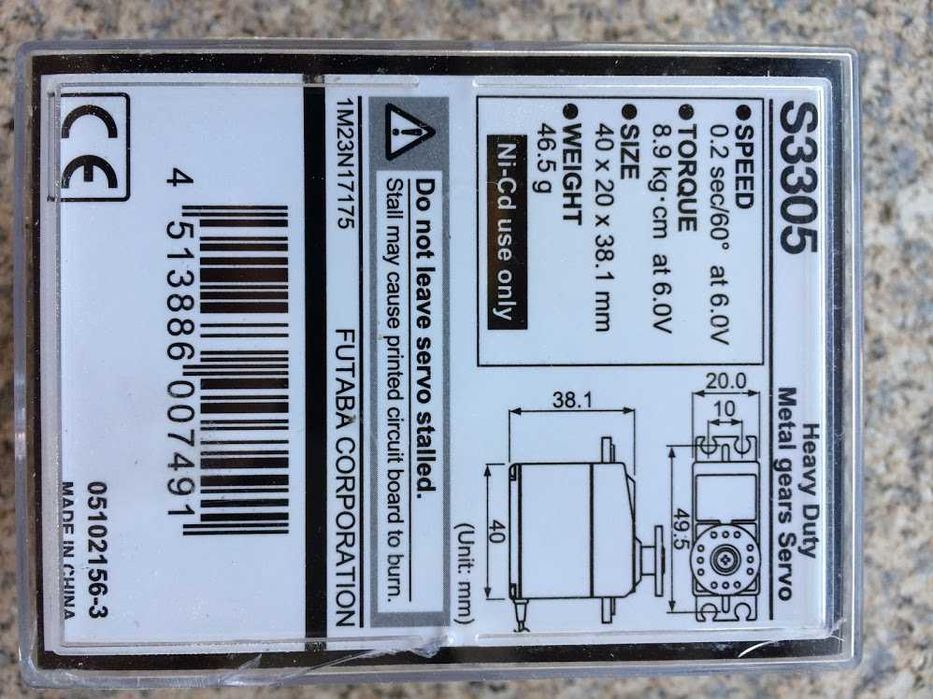 S3305
Heavy Duty
Metal gears Servo
●SPEED
0.2 sec/60° at 6.0V
●TORQUE
8.9 kg·cm at 6.0V
●SIZE
40 x 20 x 38.1 mm
●WEIGHT
46.5 g
Ni-Cd use only
20.0
10
49.5
38.1
40
(Unit: mm)
Do not leave servo stalled.
Stall may cause printed circuit board to burn.
1M23N17175
FUTABA CORPORATION
4 513886 007491
CE
05102156-3
MADE IN CHINA